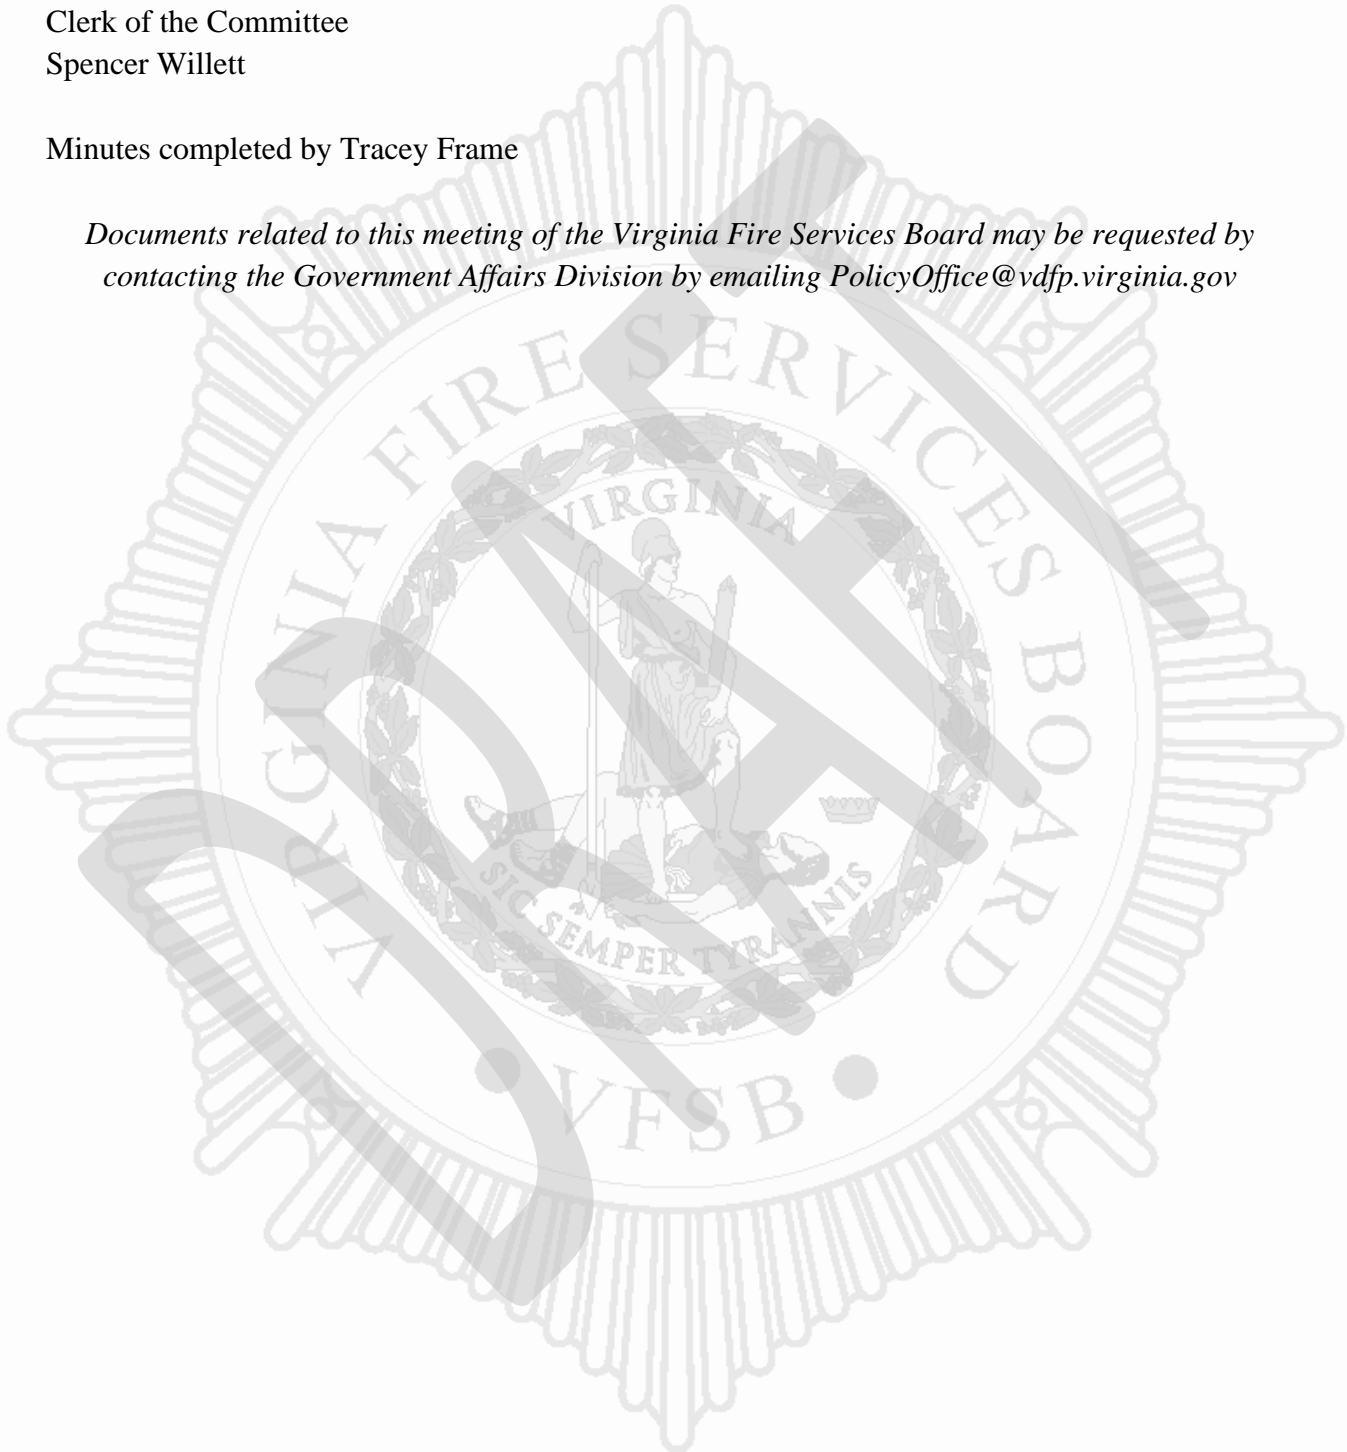 Clerk of the Committee
Spencer Willett
Minutes completed by Tracey Frame
Documents related to this meeting of the Virginia Fire Services Board may be requested by
contacting the Government Affairs Division by emailing PolicyOffice@vdfp.virginia.gov
VIRGINIA FIRE SERVICES BOARD
VIRGINIA
SIC SEMPER TYRANNIS
• VFSB •
DRAFT